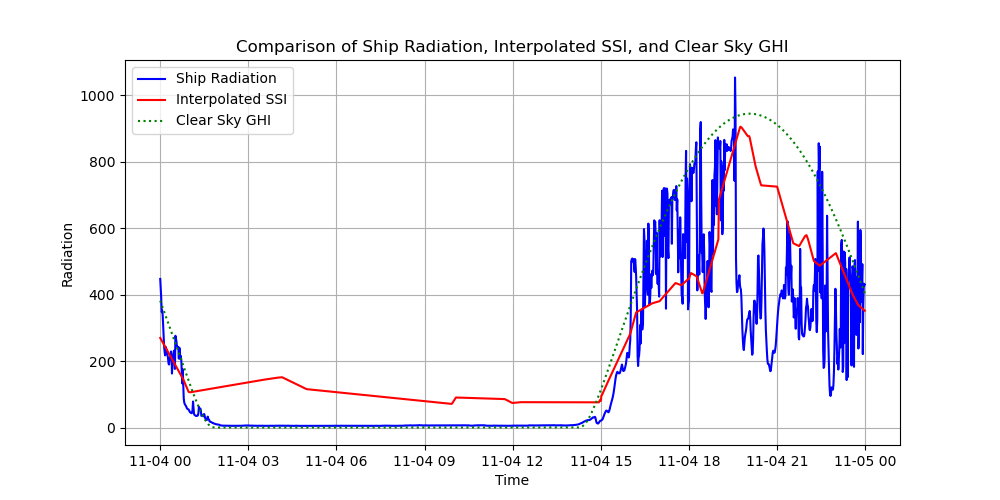 Comparison of Ship Radiation, Interpolated SSI, and Clear Sky GHI
Ship Radiation
Interpolated SSI
Clear Sky GHI
1000
800
600
400
200
0
Radiation
11-04 00 11-04 03 11-04 06 11-04 09 11-04 12 11-04 15 11-04 18 11-04 21 11-05 00
Time